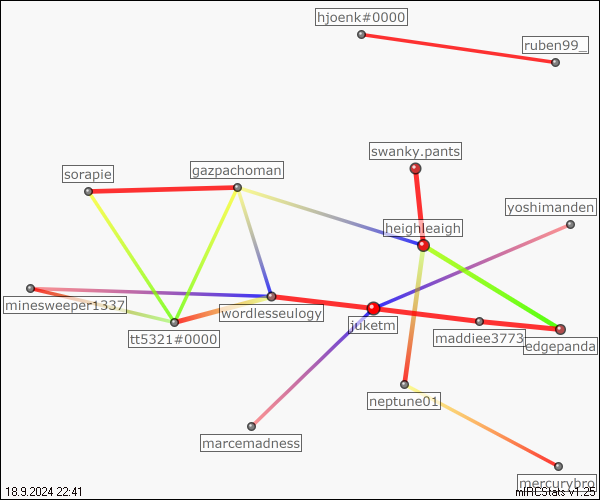 hjoenk#0000
ruben99_
swanky.pants
sorapie
gazpachoman
yoshimanden
heighleaigh
minesweeper1337
wordlesseulogy
juketm
tt5321#0000
maddiee3773
edgepanda
neptune01
marcemadness
mercurybro
18.9.2024 22:41
mIRCStats v1.25